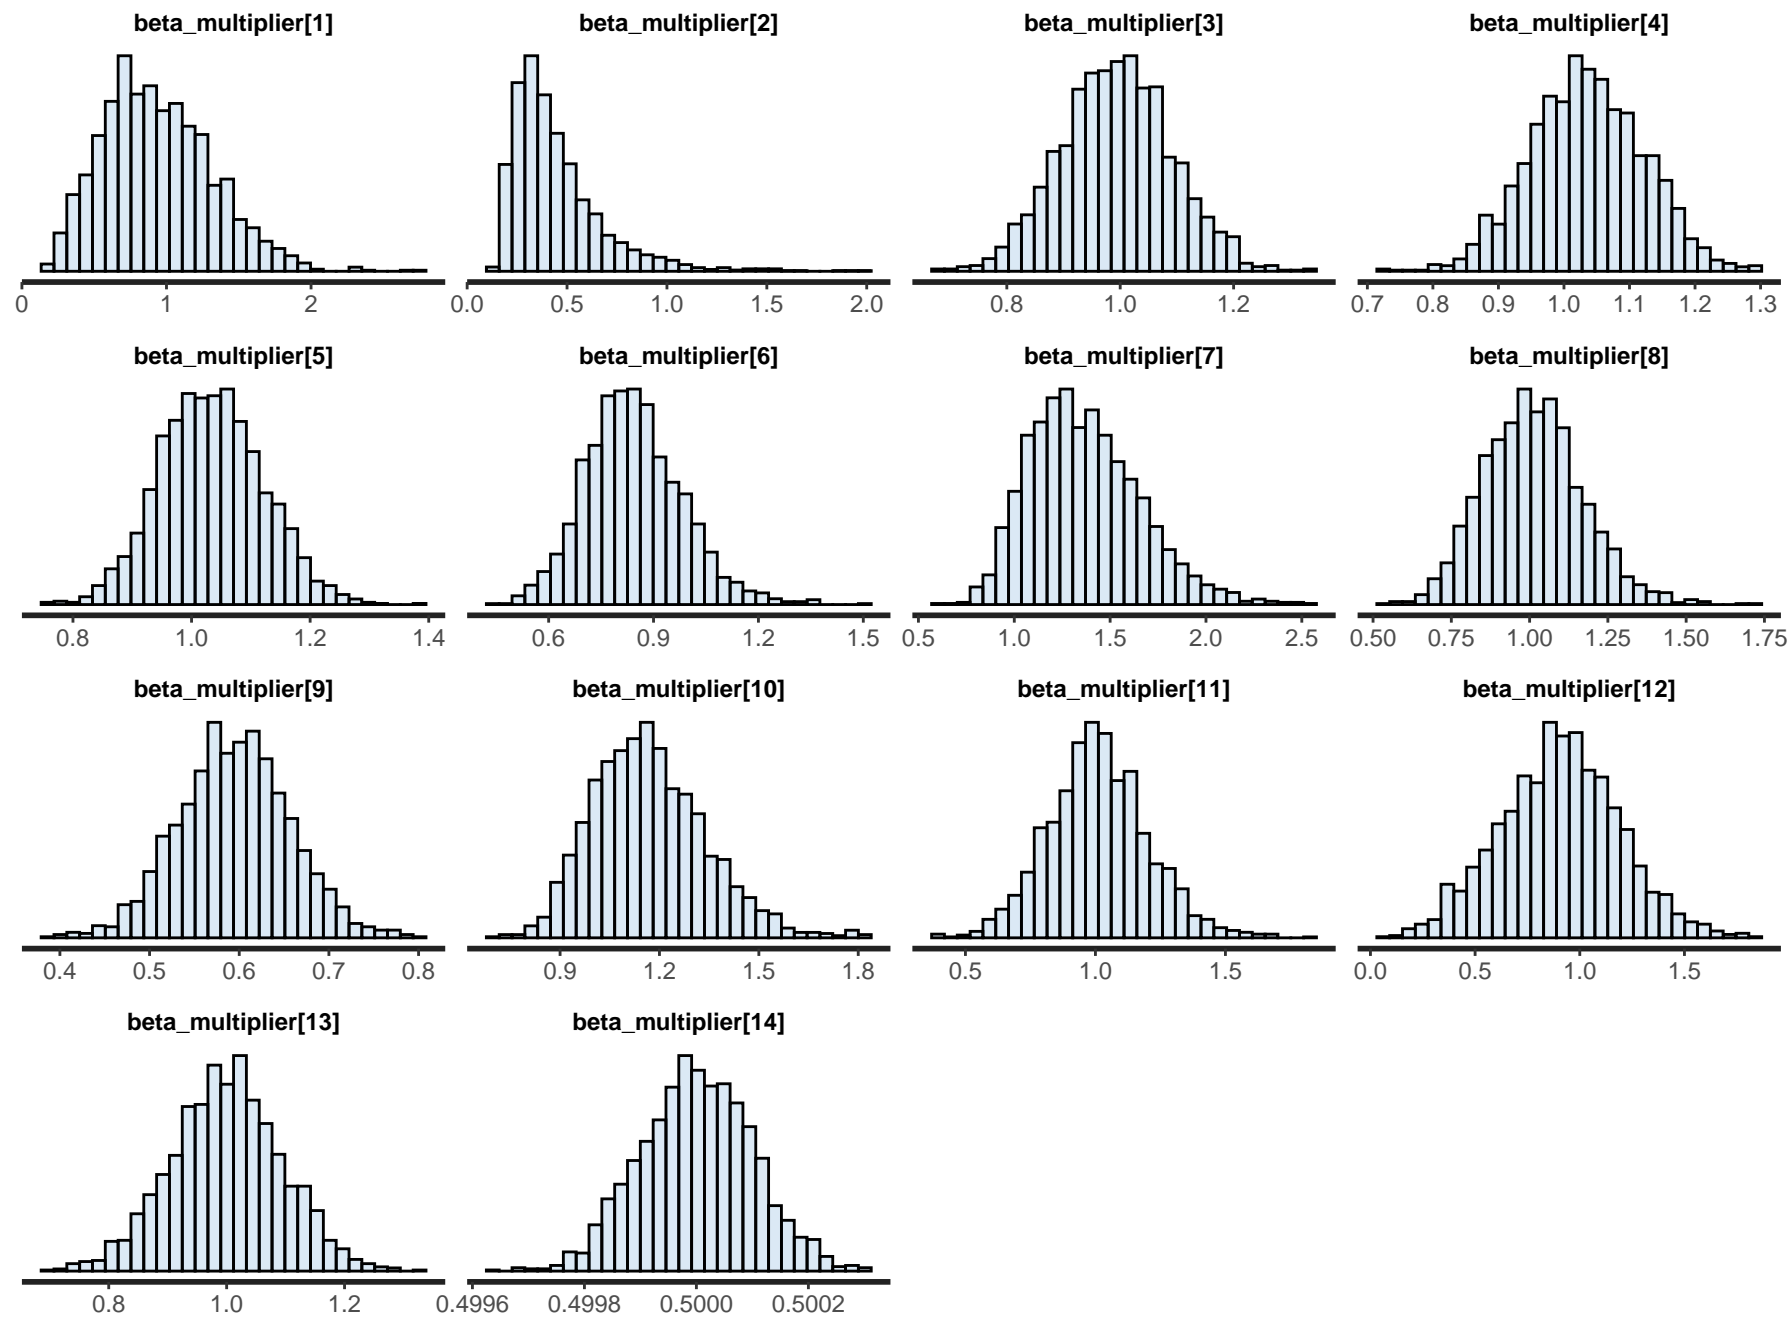 beta_multiplier[1] beta_multiplier[2] beta_multiplier[3] beta_multiplier[4]
0 1 2 0.0 0.5 1.0 1.5 2.0 0.8 1.0 1.2 0.7 0.8 0.9 1.0 1.1 1.2 1.3
beta_multiplier[5] beta_multiplier[6] beta_multiplier[7] beta_multiplier[8]
0.8 1.0 1.2 1.4 0.6 0.9 1.2 1.5 0.5 1.0 1.5 2.0 2.5 0.50 0.75 1.00 1.25 1.50 1.75
beta_multiplier[9] beta_multiplier[10] beta_multiplier[11] beta_multiplier[12]
0.4 0.5 0.6 0.7 0.8 0.9 1.2 1.5 1.8 0.5 1.0 1.5 0.0 0.5 1.0 1.5
beta_multiplier[13] beta_multiplier[14]
0.8 1.0 1.2 0.4996 0.4998 0.5000 0.5002